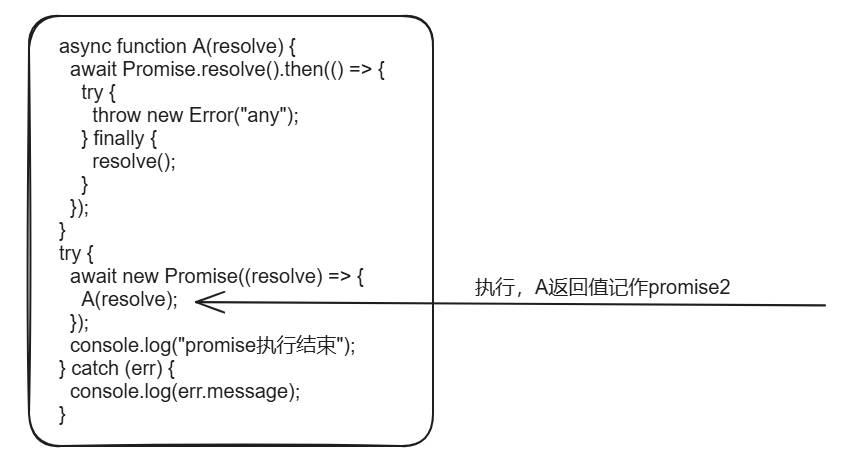 async function A(resolve) {
  await Promise.resolve().then(() => {
    try {
      throw new Error("any");
    } finally {
      resolve();
    }
  });
}
try {
  await new Promise((resolve) => {
    A(resolve);
  });
  console.log("promise执行结束");
} catch (err) {
  console.log(err.message);
}
执行，A返回值记作promise2